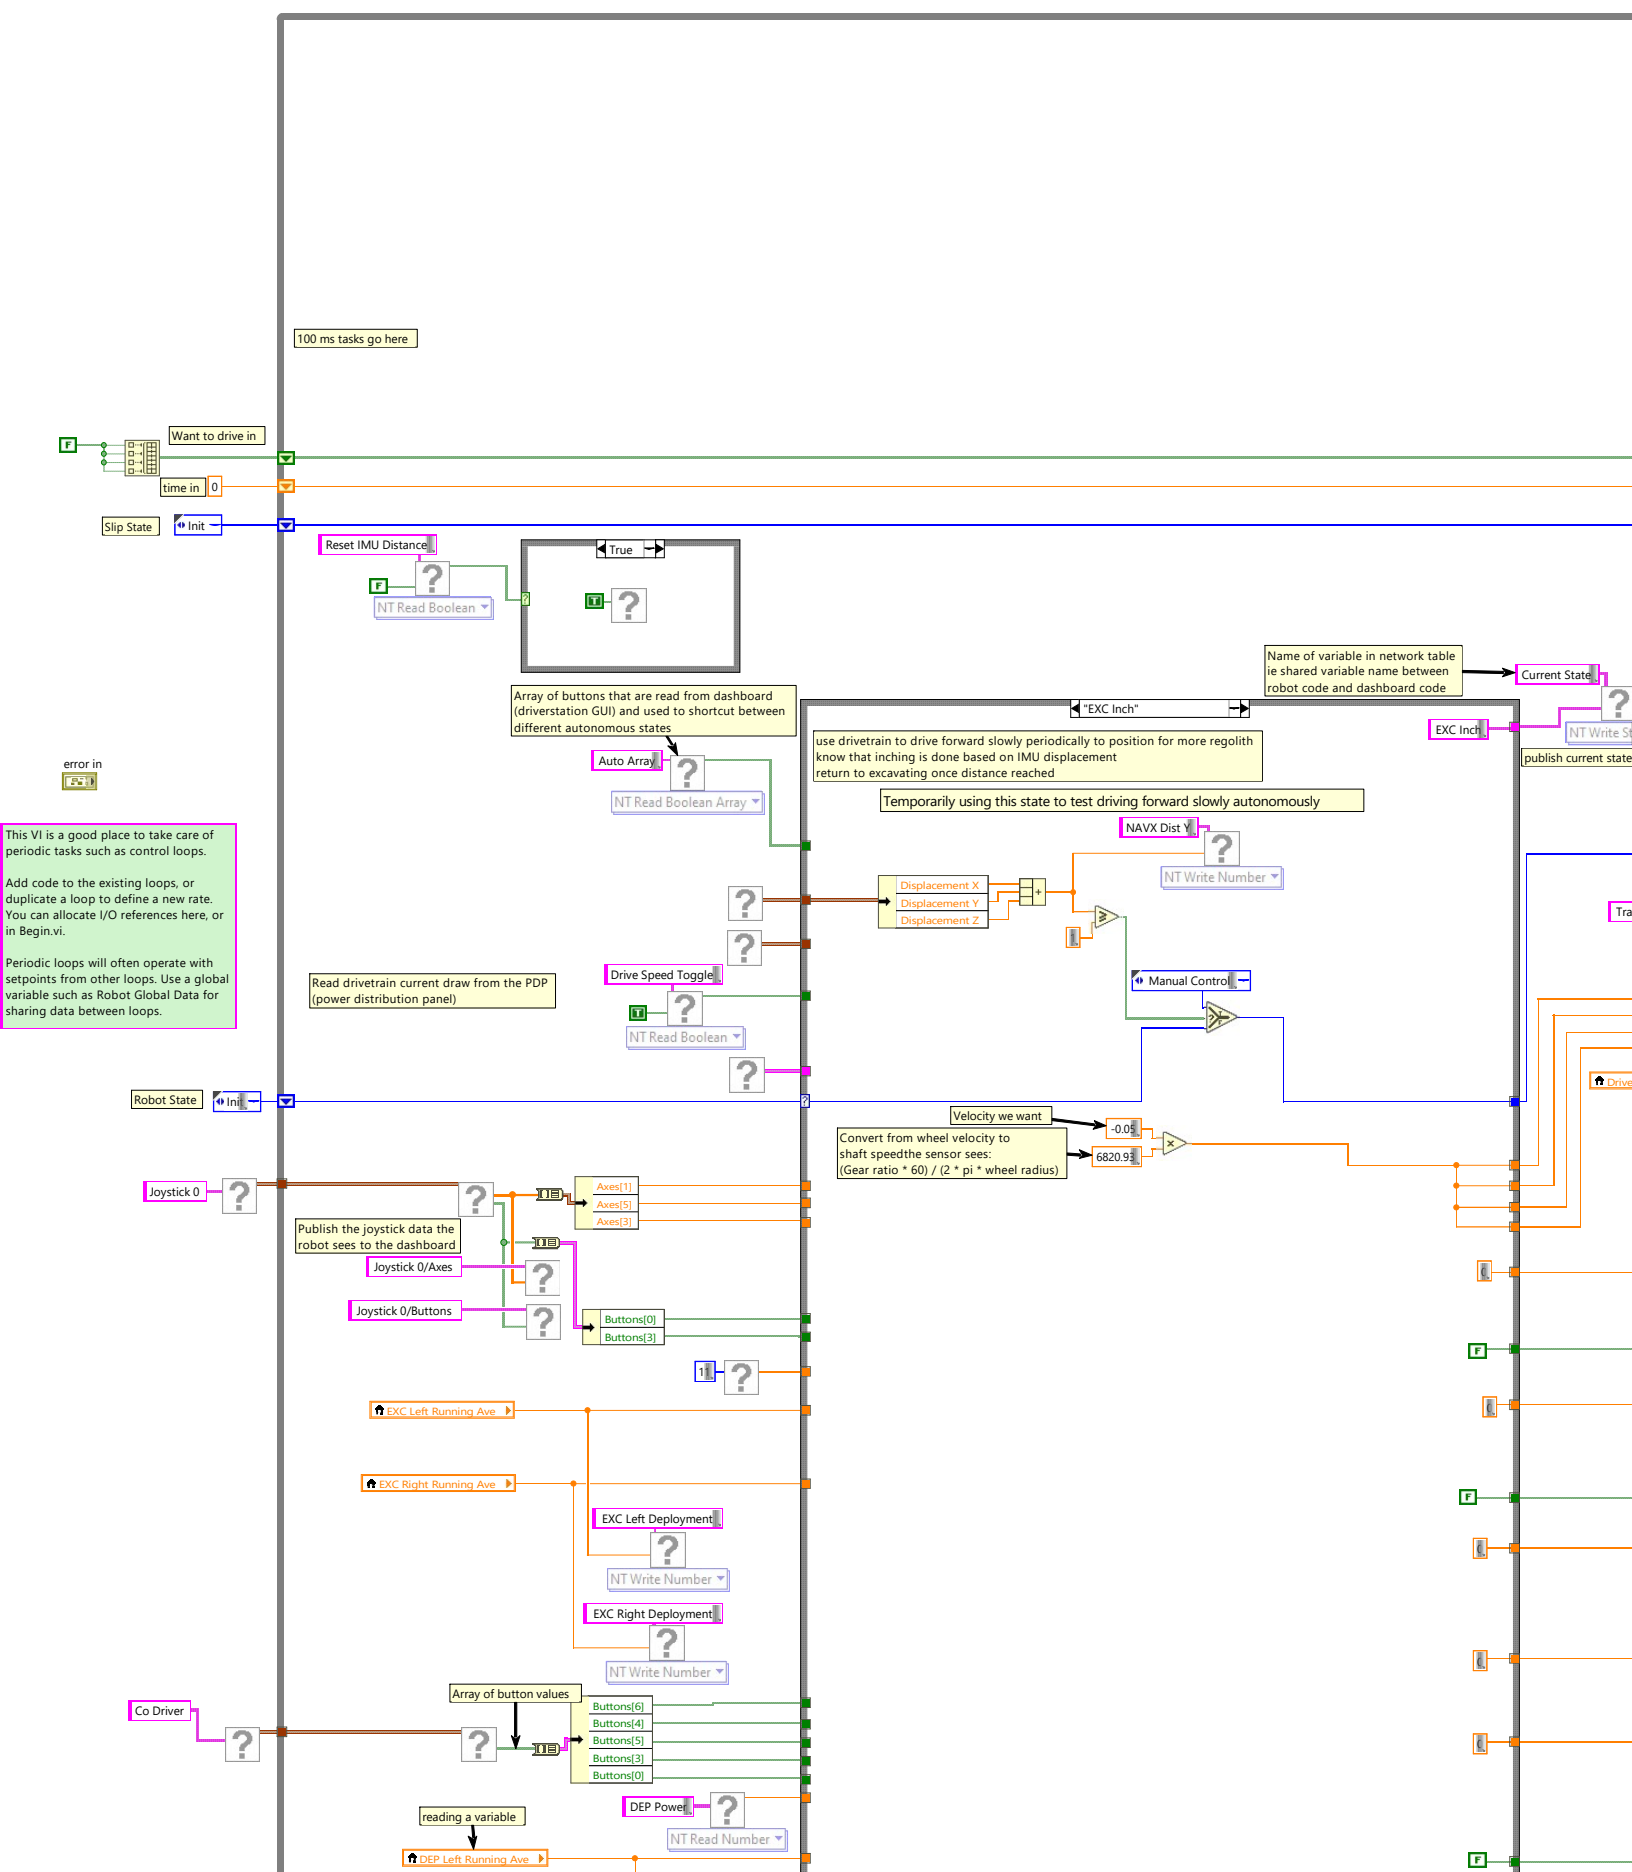 100 ms tasks go here
F
Want to drive in
time in
0
Slip State
Init
Reset IMU Distance
F
?
NT Read Boolean
True
?
T
?
Name of variable in network table
ie shared variable name between
robot code and dashboard code
Current State
?
NT Write St
publish current state
Array of buttons that are read from dashboard
(driverstation GUI) and used to shortcut between
different autonomous states
Auto Array
?
NT Read Boolean Array
"EXC Inch"
EXC Inch
use drivetrain to drive forward slowly periodically to position for more regolith
know that inching is done based on IMU displacement
return to excavating once distance reached
Temporarily using this state to test driving forward slowly autonomously
error in
This VI is a good place to take care of
periodic tasks such as control loops.
Add code to the existing loops, or
duplicate a loop to define a new rate.
You can allocate I/O references here, or
in Begin.vi.
Periodic loops will often operate with
setpoints from other loops. Use a global
variable such as Robot Global Data for
sharing data between loops.
NAVX Dist Y
?
NT Write Number
?
Displacement X
Displacement Y
Displacement Z
+
≥
Tra
?
Read drivetrain current draw from the PDP
(power distribution panel)
Drive Speed Toggle
T
?
NT Read Boolean
Manual Control
?
?
Drive
Robot State
Init
?
Velocity we want
-0.05
Convert from wheel velocity to
shaft speedthe sensor sees:
(Gear ratio * 60) / (2 * pi * wheel radius)
6820.93
x
Joystick 0
?
?
Axes[1]
Axes[5]
Axes[3]
Publish the joystick data the
robot sees to the dashboard
Joystick 0/Axes
?
Joystick 0/Buttons
?
Buttons[0]
Buttons[3]
F
11
?
EXC Left Running Ave
EXC Right Running Ave
F
EXC Left Deployment
?
NT Write Number
EXC Right Deployment
?
NT Write Number
Array of button values
Co Driver
?
?
Buttons[6]
Buttons[4]
Buttons[5]
Buttons[3]
Buttons[0]
DEP Power
?
NT Read Number
reading a variable
DEP Left Running Ave
F